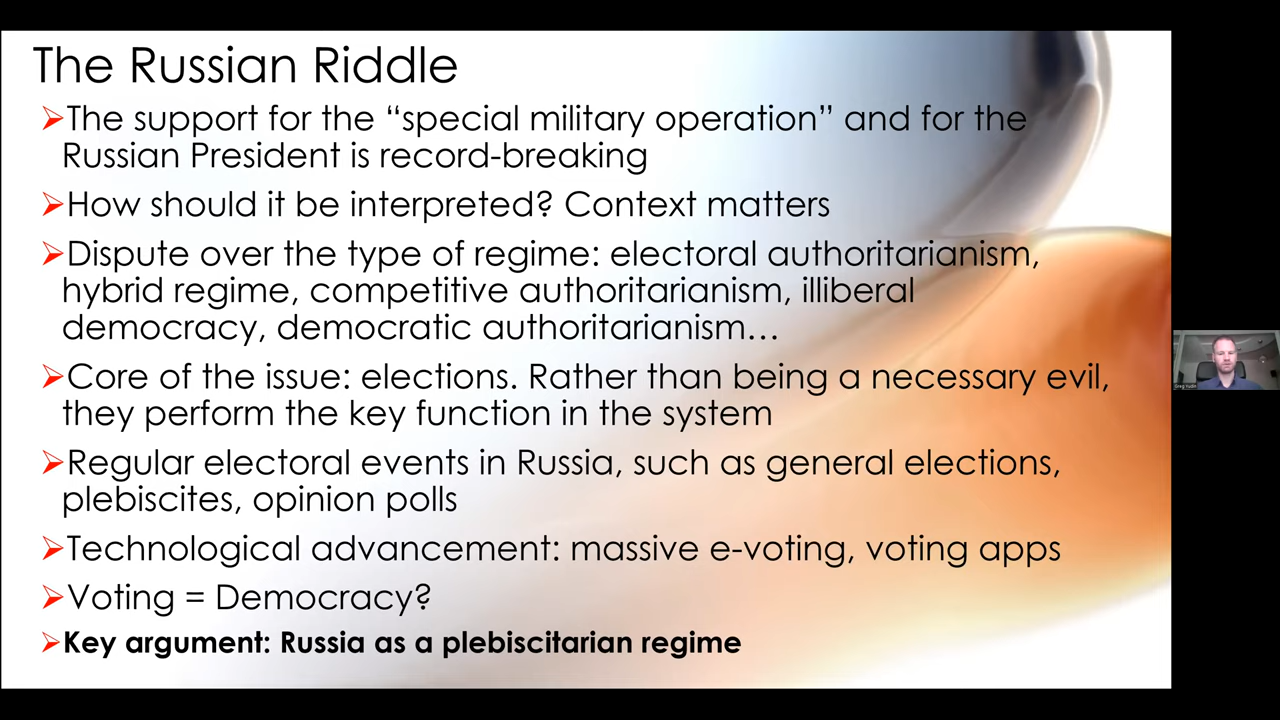 The Russian Riddle
The support for the “special military operation” and for the
Russian President is record-breaking
How should it be interpreted? Context matters
Dispute over the type of regime: electoral authoritarianism,
hybrid regime, competitive authoritarianism, illiberal
democracy, democratic authoritarianism…
Core of the issue: elections. Rather than being a necessary evil,
they perform the key function in the system
Regular electoral events in Russia, such as general elections,
plebiscites, opinion polls
Technological advancement: massive e-voting, voting apps
Voting = Democracy?
Key argument: Russia as a plebiscitarian regime
Greg Yudin